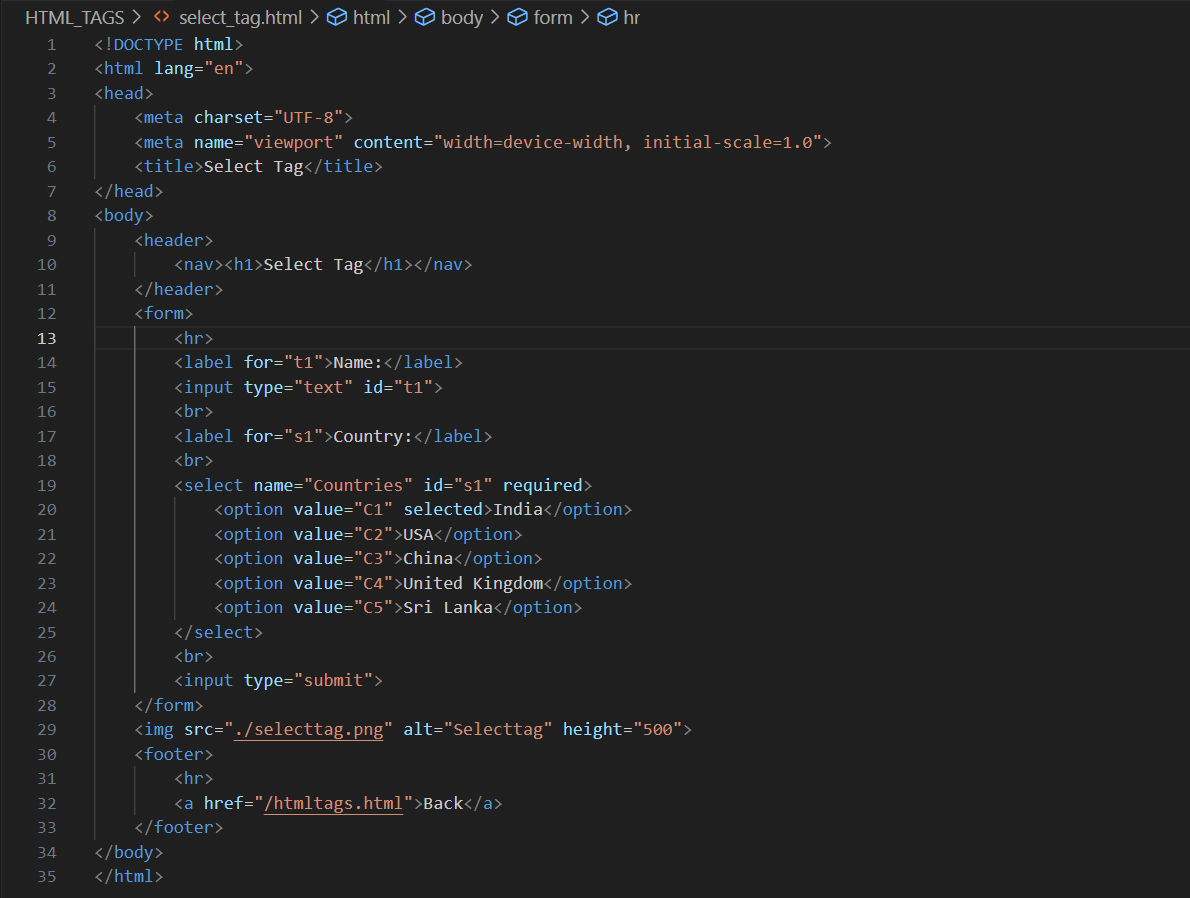 HTML_TAGS > <> select_tag.html > html > body > form > hr
1 <!DOCTYPE html>
2 <html lang="en">
3 <head>
4     <meta charset="UTF-8">
5     <meta name="viewport" content="width=device-width, initial-scale=1.0">
6     <title>Select Tag</title>
7 </head>
8 <body>
9     <header>
10         <nav><h1>Select Tag</h1></nav>
11     </header>
12     <form>
13         <hr>
14         <label for="t1">Name:</label>
15         <input type="text" id="t1">
16         <br>
17         <label for="s1">Country:</label>
18         <br>
19         <select name="Countries" id="s1" required>
20             <option value="C1" selected>India</option>
21             <option value="C2">USA</option>
22             <option value="C3">China</option>
23             <option value="C4">United Kingdom</option>
24             <option value="C5">Sri Lanka</option>
25         </select>
26         <br>
27         <input type="submit">
28     </form>
29     <img src="./selecttag.png" alt="Selecttag" height="500">
30     <footer>
31         <hr>
32         <a href="/htmltags.html">Back</a>
33     </footer>
34 </body>
35 </html>